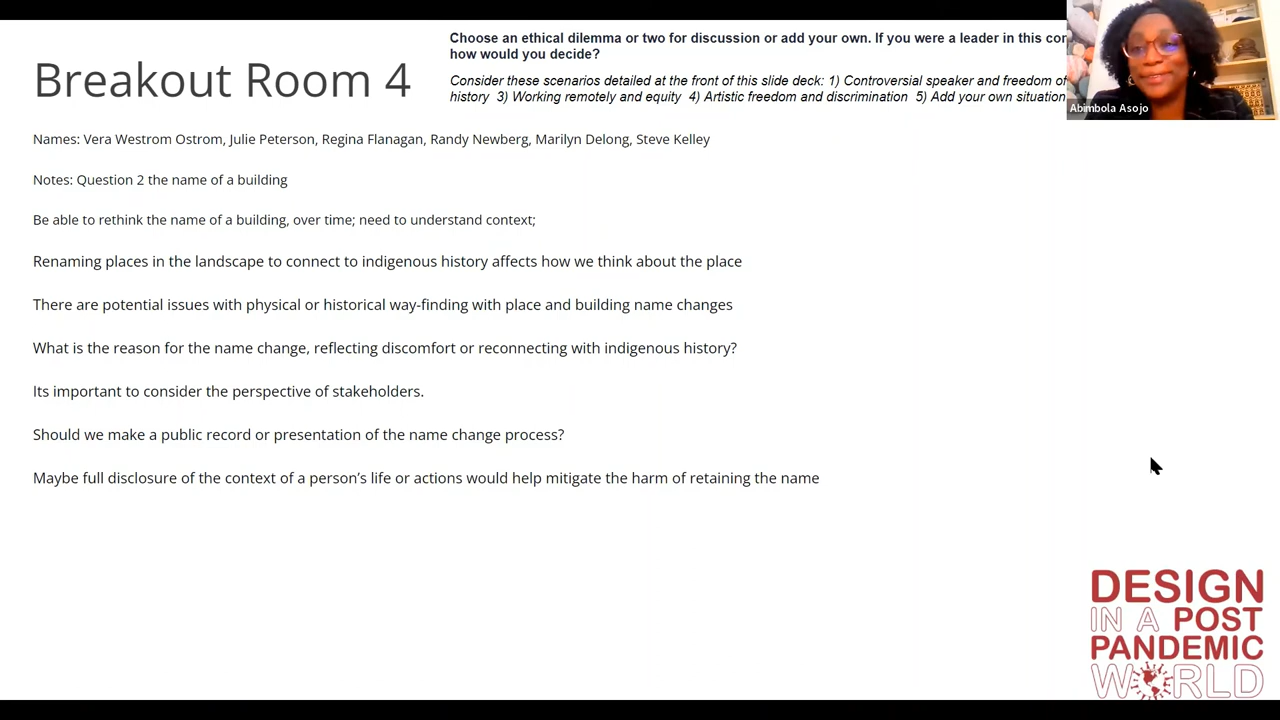 Breakout Room 4
Choose an ethical dilemma or two for discussion or add your own. If you were a leader in this
how would you decide?
Consider these scenarios detailed at the front of this slide deck: 1) Controversial speaker and freedom of
history 3) Working remotely and equity 4) Artistic freedom and discrimination 5) Add your own situation
Abimbola Asojo
Names: Vera Westrom Ostrom, Julie Peterson, Regina Flanagan, Randy Newberg, Marilyn Delong, Steve Kelley
Notes: Question 2 the name of a building
Be able to rethink the name of a building, over time; need to understand context;
Renaming places in the landscape to connect to indigenous history affects how we think about the place
There are potential issues with physical or historical way-finding with place and building name changes
What is the reason for the name change, reflecting discomfort or reconnecting with indigenous history?
Its important to consider the perspective of stakeholders.
Should we make a public record or presentation of the name change process?
Maybe full disclosure of the context of a person's life or actions would help mitigate the harm of retaining the name
DESIGN
IN A POST
PANDEMIC
WORLD